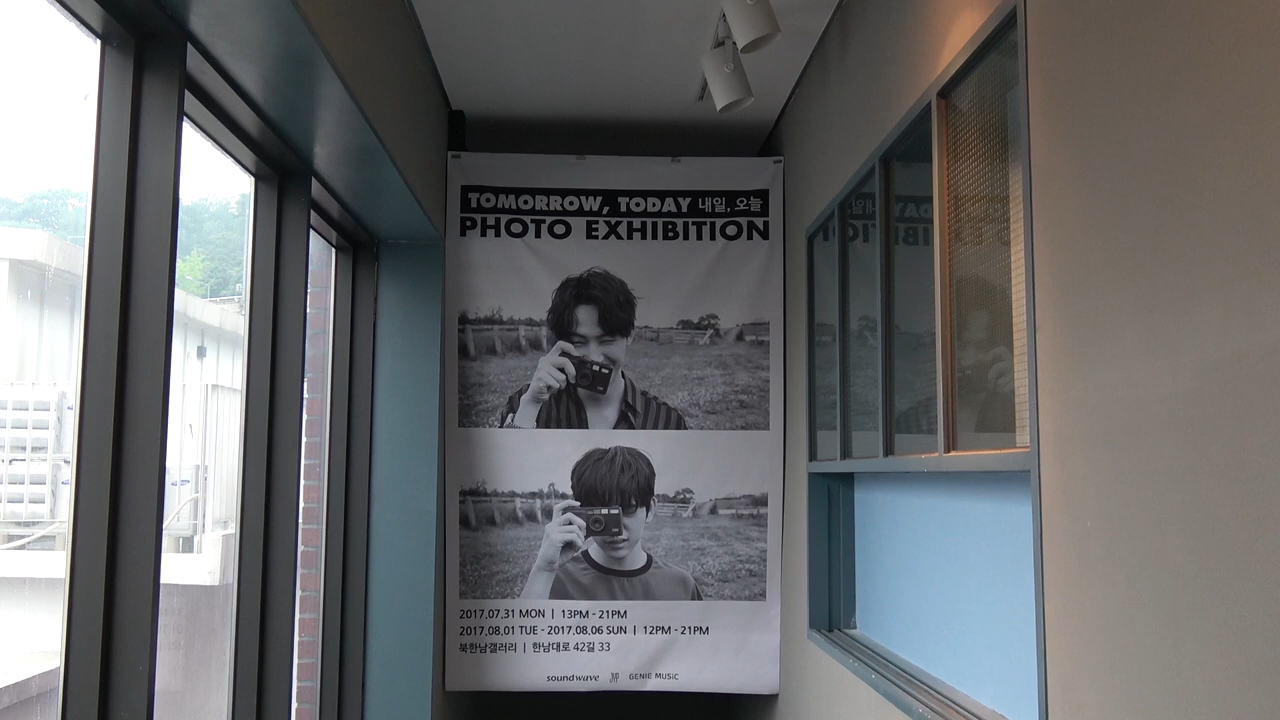 TOMORROW, TODAY 내일, 오늘
PHOTO EXHIBITION
2017.07.31 MON | 13PM - 21PM
2017.08.01 TUE - 2017.08.06 SUN | 12PM - 21PM
북한남갤러리 | 한남대로 42길 33
soundwave JYP GENIE MUSIC